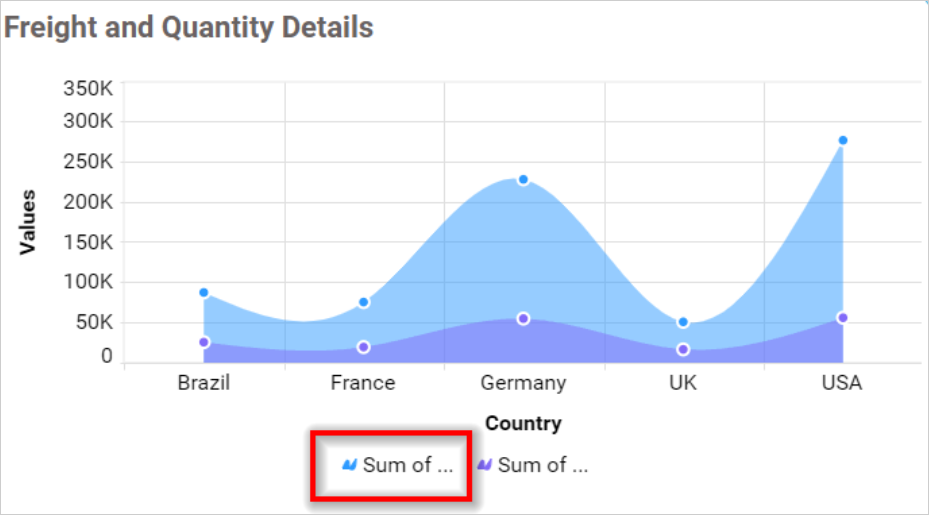 Freight and Quantity Details
350K
300K
250K
200K
150K
100K
50K
0
Values
Brazil France Germany UK USA
Country
Sum of ... Sum of ...